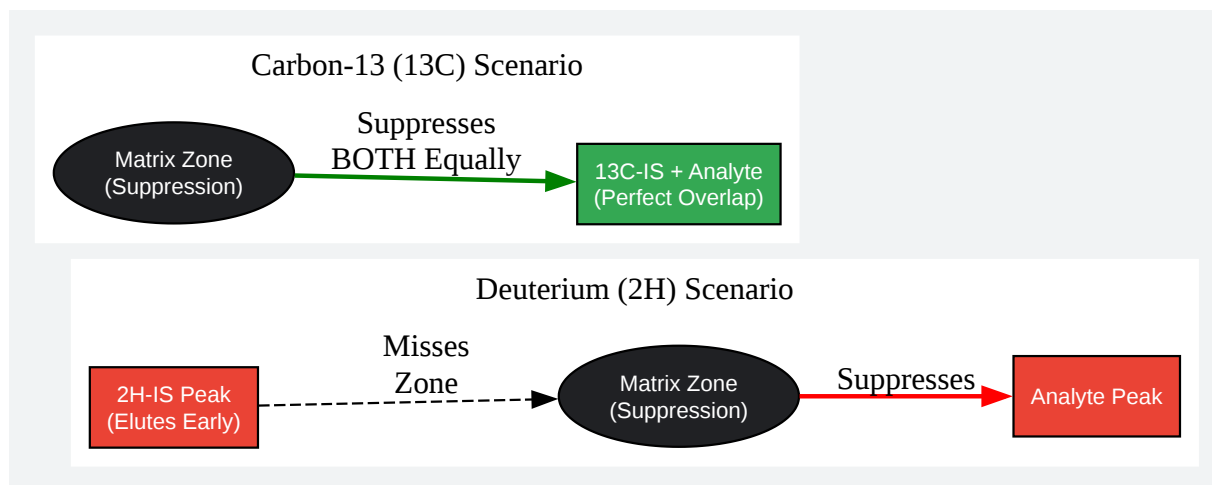 Carbon-13 (13C) Scenario
Matrix Zone
(Suppression)
Suppresses
BOTH Equally
13C-IS + Analyte
(Perfect Overlap)
Deuterium (2H) Scenario
2H-IS Peak
(Elutes Early)
Misses
Zone
Matrix Zone
(Suppression)
Suppresses
Analyte Peak